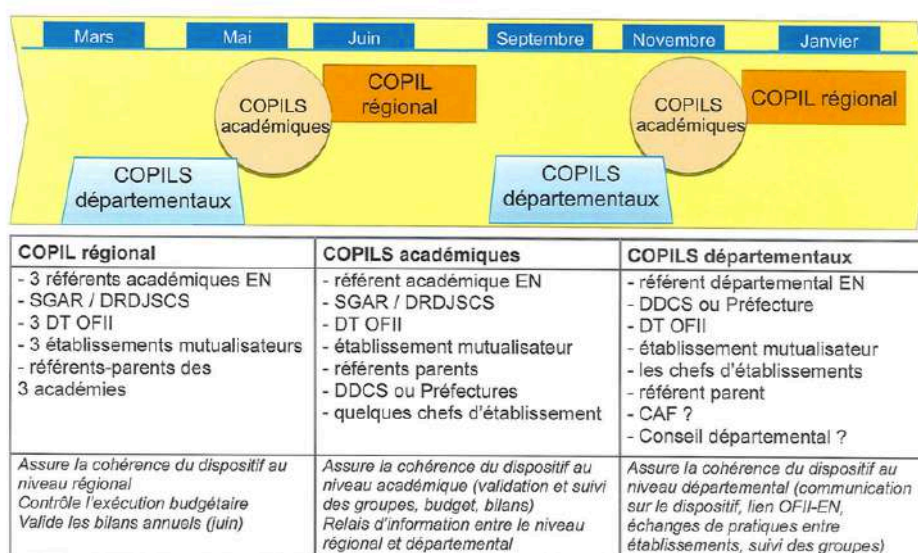 Mars Mai Juin Septembre Novembre Janvier
COPILS
académiques
COPIL
régional
COPILS
académiques
COPIL régional
COPILS
départementaux
COPILS
départementaux
COPIL régional
- 3 référents académiques EN
- SGAR / DRDJSCS
- 3 DT OFII
- 3 établissements mutualisateurs
- référents-parents des
3 académies
Assure la cohérence du dispositif au
niveau régional
Contrôle l'exécution budgétaire
Valide les bilans annuels (juin)
COPILS académiques
- référent académique EN
- SGAR / DRDJSCS
- DT OFII
- établissement mutualisateur
- référents parents
- DDCS ou Préfectures
- quelques chefs d'établissement
Assure la cohérence du dispositif au
niveau académique (validation et suivi
des groupes, budget, bilans)
Relais d'information entre le niveau
régional et départemental
COPILS départementaux
- référent départemental EN
- DDCS ou Préfecture
- DT OFII
- établissement mutualisateur
- les chefs d'établissements
- référent parent
- CAF ?
- Conseil départemental ?
Assure la cohérence du dispositif au
niveau départemental (communication
sur le dispositif, lien OFII-EN,
échanges de pratiques entre
établissements, suivi des groupes)